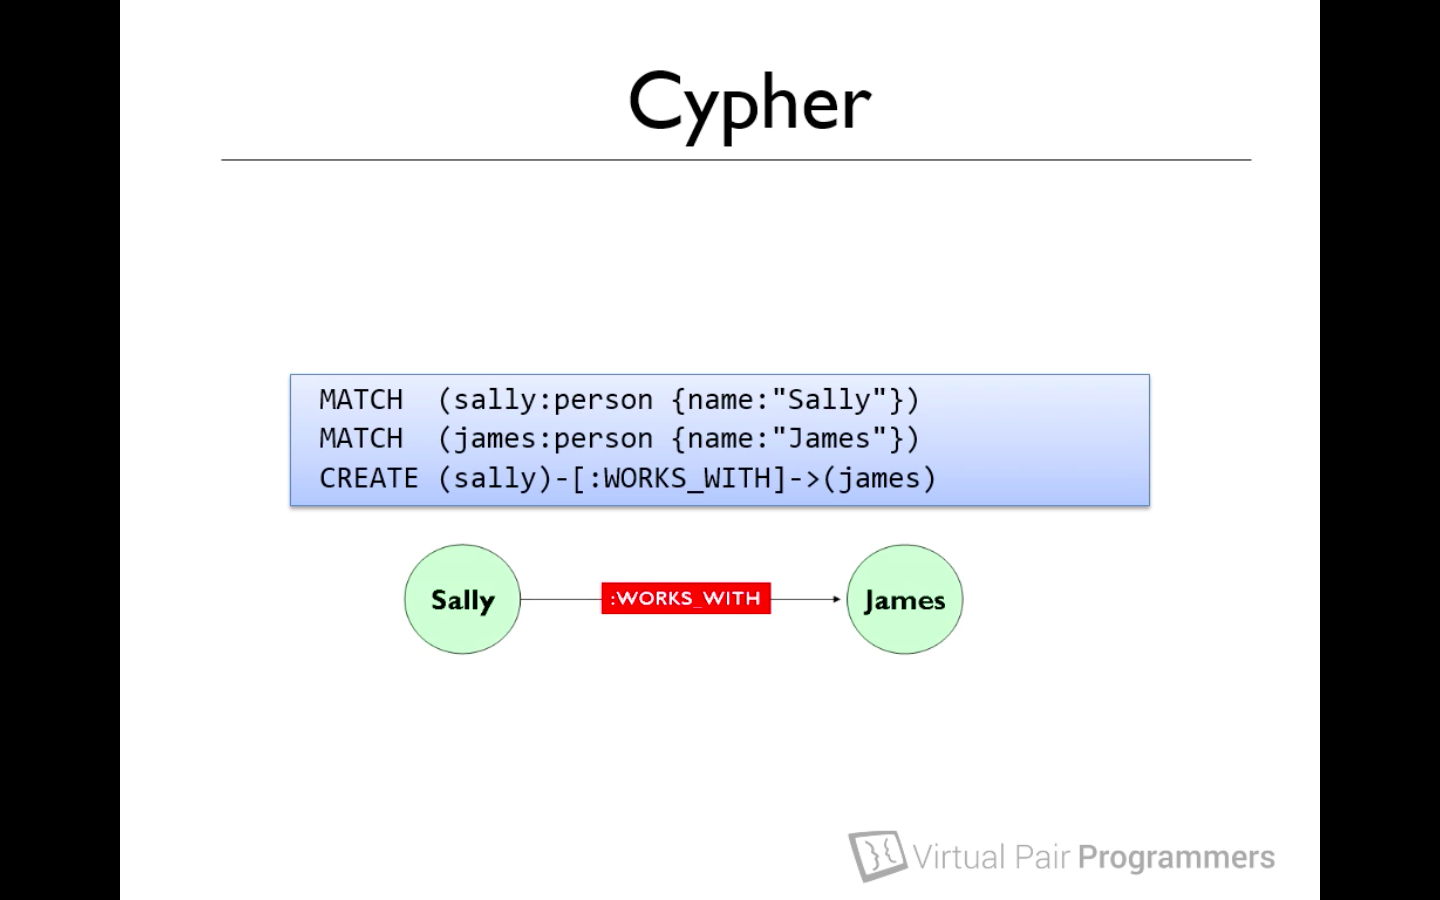 Cypher
MATCH  (sally:person {name:"Sally"})
MATCH  (james:person {name:"James"})
CREATE (sally)-[:WORKS_WITH]->(james)
Sally :WORKS_WITH James
Virtual Pair Programmers